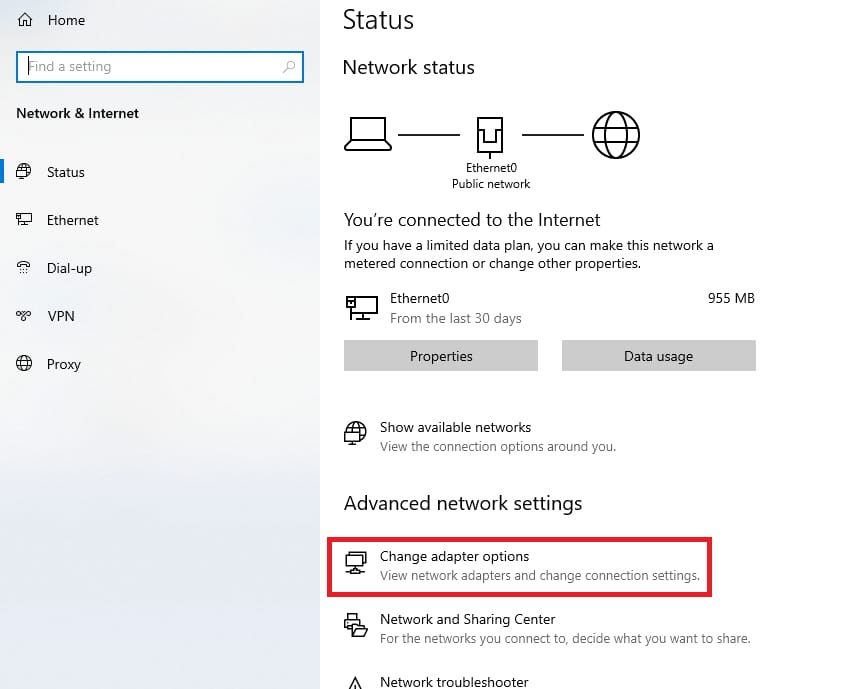 Home
Find a setting
Network & Internet
Status
Ethernet
Dial-up
VPN
Proxy
Status
Network status
Ethernet0
Public network
You're connected to the Internet
If you have a limited data plan, you can make this network a
metered connection or change other properties.
Ethernet0 955 MB
From the last 30 days
Properties Data usage
Show available networks
View the connection options around you.
Advanced network settings
Change adapter options
View network adapters and change connection settings.
Network and Sharing Center
For the networks you connect to, decide what you want to share.
Network troubleshooter